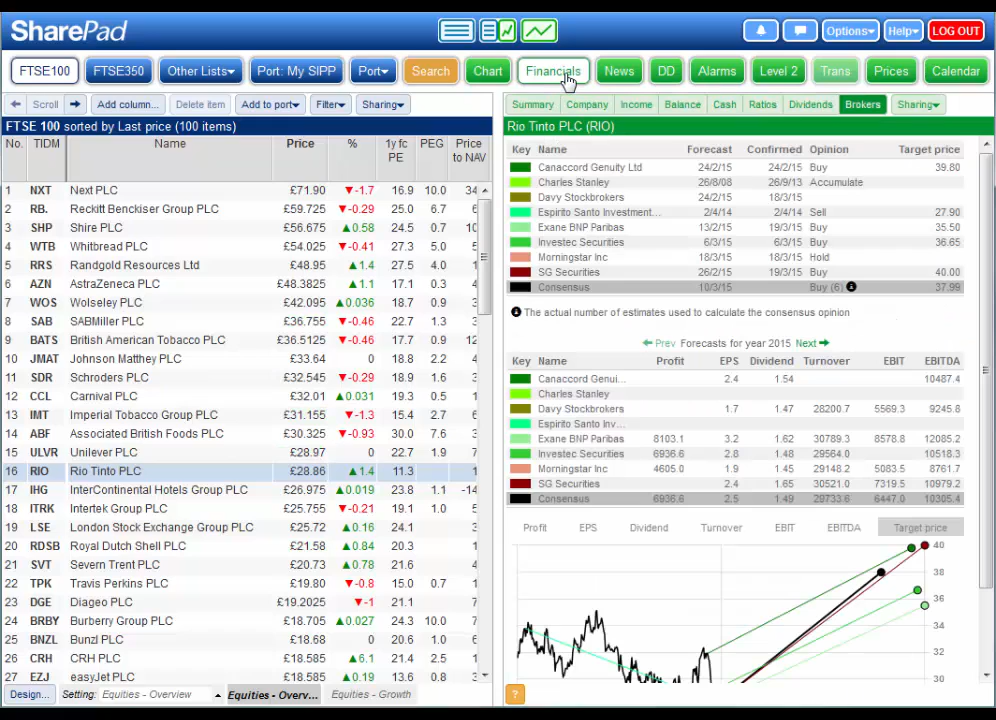 SharePad Options Help LOG OUT
FTSE100 FTSE350 Other Lists Port: My SIPP Port Search Chart Financials News DD Alarms Level 2 Trans Prices Calendar
Scroll Add column... Delete item Add to port Filter Sharing
FTSE 100 sorted by Last price (100 items)
No. TIDM Name Price % 1y fc PE PEG Price to NAV
1 NXT Next PLC £71.90 ▼-1.7 16.9 10.0 34
2 RB. Reckitt Benckiser Group PLC £59.725 ▼-0.29 25.0 6.7
3 SHP Shire PLC £56.675 ▲0.58 24.5 0.7 10
4 WTB Whitbread PLC £54.025 ▼-0.41 27.3 5.0
5 RRS Randgold Resources Ltd £48.95 ▲1.4 27.5 4.0
6 AZN AstraZeneca PLC £48.3825 ▲1.1 17.1 0.3
7 WOS Wolseley PLC £42.095 ▲0.036 18.7 0.9
8 SAB SABMiller PLC £36.755 ▼-0.46 22.7 1.3
9 BATS British American Tobacco PLC £36.5125 ▼-0.46 17.7 0.9 12
10 JMAT Johnson Matthey PLC £33.64 0 18.8 2.2
11 SDR Schroders PLC £32.545 ▼-0.29 18.9 1.6
12 CCL Carnival PLC £32.01 ▲0.031 19.3 0.5
13 IMT Imperial Tobacco Group PLC £31.155 ▼-1.3 15.4 2.7
14 ABF Associated British Foods PLC £30.325 ▼-0.93 30.0 7.6
15 ULVR Unilever PLC £28.97 0 22.7 1.9
16 RIO Rio Tinto PLC £28.86 ▲1.4 11.3
17 IHG InterContinental Hotels Group PLC £26.975 ▲0.019 23.8 1.1 -14
18 ITRK Intertek Group PLC £25.755 ▼-0.21 19.1 1.0
19 LSE London Stock Exchange Group PLC £25.72 ▲0.16 24.1
20 RDSB Royal Dutch Shell PLC £21.58 ▲0.84 20.3
21 SVT Severn Trent PLC £20.73 ▲0.78 21.6
22 TPK Travis Perkins PLC £19.80 ▼-0.8 15.0 0.7
23 DGE Diageo PLC £19.2025 ▼-1 21.1
24 BRBY Burberry Group PLC £18.705 ▲0.027 24.3 10.0
25 BNZL Bunzl PLC £18.68 0 20.6 1.0
26 CRH CRH PLC £18.585 ▲6.1 21.4 2.5
27 EZJ easyJet PLC £18.585 ▲1.4 13.6 0.8
Design... Setting: Equities - Overview Equities - Overv... Equities - Growth
Summary Company Income Balance Cash Ratios Dividends Brokers Sharing
Rio Tinto PLC (RIO)
Key Name Forecast Confirmed Opinion Target price
Canaccord Genuity Ltd 24/2/15 24/2/15 Buy 39.80
Charles Stanley 26/8/08 26/9/13 Accumulate
Davy Stockbrokers 24/2/15 18/3/15
Espirito Santo Investment... 2/4/14 2/4/14 Sell 27.90
Exane BNP Paribas 13/2/15 19/3/15 Buy 35.50
Investec Securities 6/3/15 6/3/15 Buy 36.65
Morningstar Inc 18/3/15 18/3/15 Hold
SG Securities 26/2/15 19/3/15 Buy 40.00
Consensus 10/3/15 Buy (6) 37.99
The actual number of estimates used to calculate the consensus opinion
Prev Forecasts for year 2015 Next
Key Name Profit EPS Dividend Turnover EBIT EBITDA
Canaccord Genui... 2.4 1.54 10487.4
Charles Stanley
Davy Stockbrokers 1.7 1.47 28200.7 5569.3 9245.8
Espirito Santo Inv...
Exane BNP Paribas 8103.1 3.2 1.62 30789.3 8578.8 12085.2
Investec Securities 6936.6 2.8 1.48 29564.0 10518.3
Morningstar Inc 4605.0 1.9 1.45 29148.2 5083.5 8761.7
SG Securities 2.4 1.65 30521.0 7319.5 10979.2
Consensus 6936.6 2.5 1.49 29733.6 6447.0 10305.4
Profit EPS Dividend Turnover EBIT EBITDA Target price
40
38
36
34
32
30
?